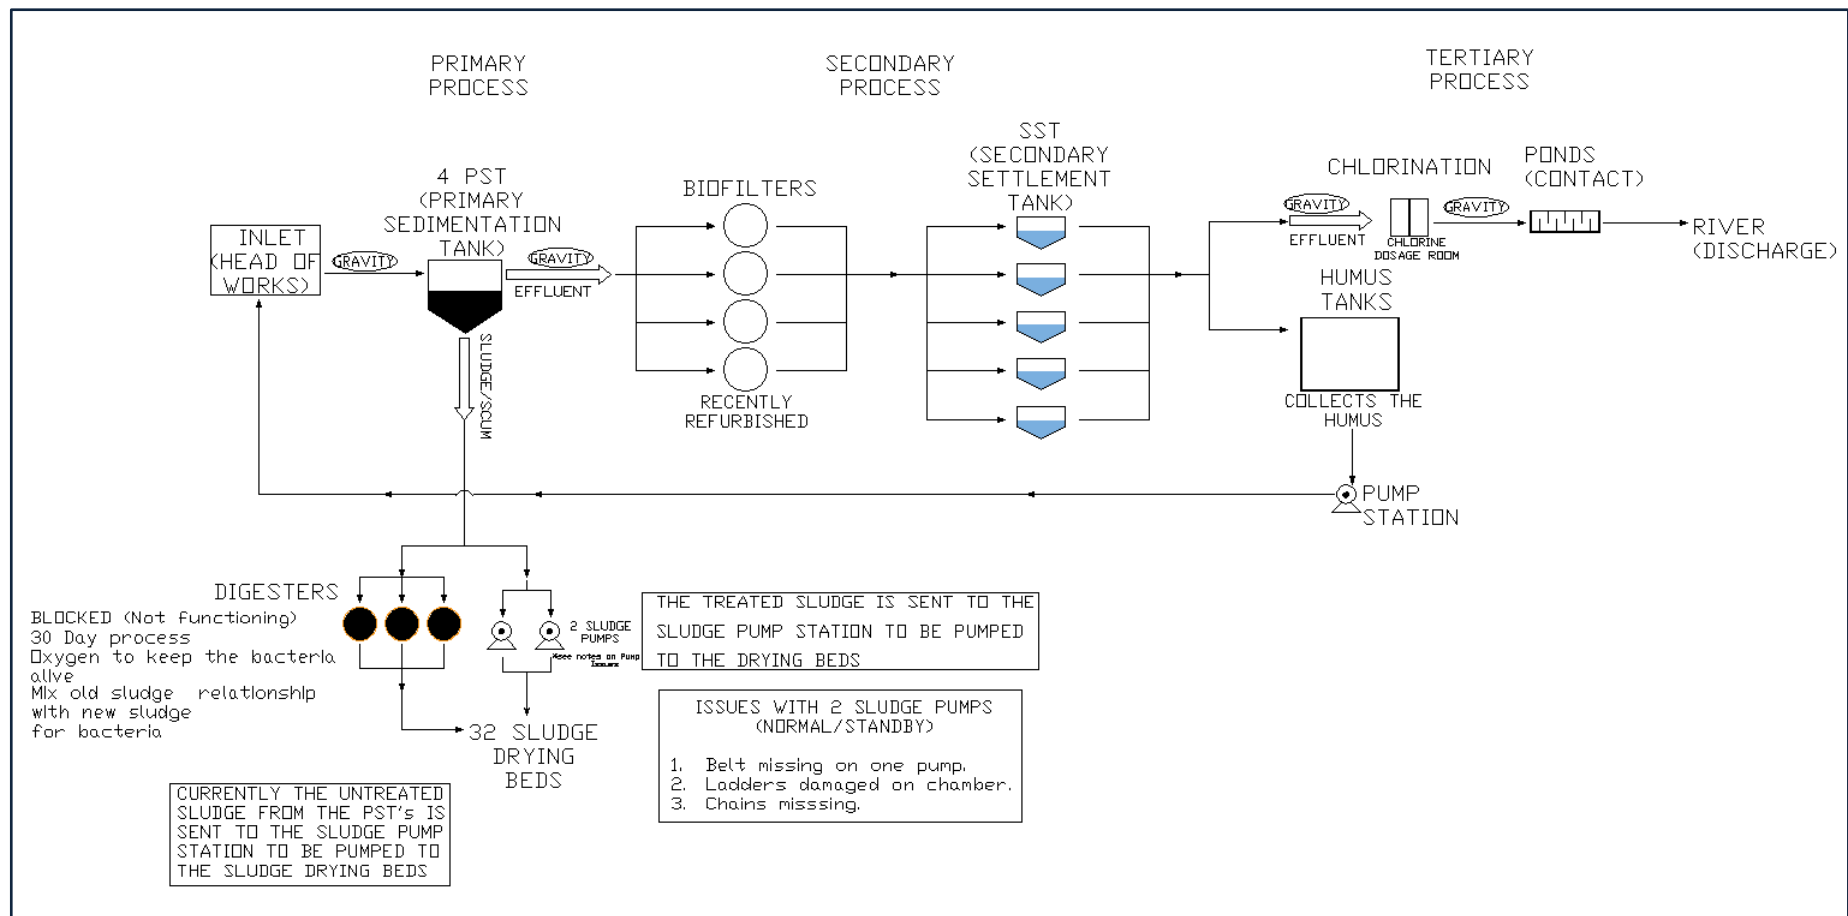 PRIMARY
PROCESS
SECONDARY
PROCESS
TERTIARY
PROCESS
INLET
(HEAD OF
WORKS)
GRAVITY
4 PST
(PRIMARY
SEDIMENTATION
TANK)
GRAVITY
EFFLUENT
SLUDGE/SCUM
BIOFILTERS
RECENTLY
REFURBISHED
SST
(SECONDARY
SETTLEMENT
TANK)
CHLORINATION
GRAVITY
EFFLUENT
CHLORINE
DOSAGE ROOM
GRAVITY
PONDS
(CONTACT)
RIVER
(DISCHARGE)
HUMUS
TANKS
COLLECTS THE
HUMUS
PUMP
STATION
DIGESTERS
BLOCKED (Not functioning)
30 Day process
Oxygen to keep the bacteria
alive
Mix old sludge relationship
with new sludge
for bacteria
2 SLUDGE
PUMPS
*see notes on Pump
Issues
32 SLUDGE
DRYING
BEDS
THE TREATED SLUDGE IS SENT TO THE
SLUDGE PUMP STATION TO BE PUMPED
TO THE DRYING BEDS
ISSUES WITH 2 SLUDGE PUMPS
(NORMAL/STANDBY)
1. Belt missing on one pump.
2. Ladders damaged on chamber.
3. Chains misssing.
CURRENTLY THE UNTREATED
SLUDGE FROM THE PST's IS
SENT TO THE SLUDGE PUMP
STATION TO BE PUMPED TO
THE SLUDGE DRYING BEDS